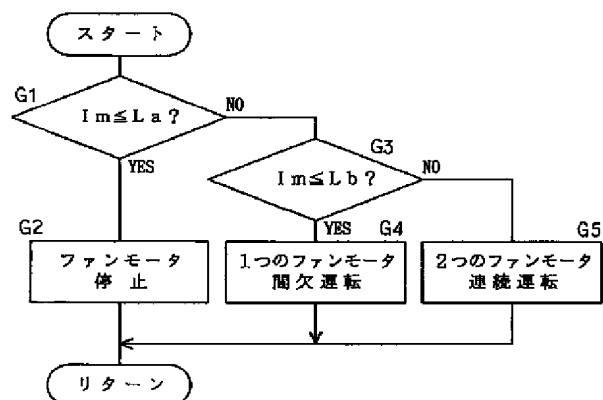 スタート
G1
Im≦La?
NO
YES
G3
Im≦Lb?
NO
YES
G2
ファンモータ
停止
G4
1つのファンモータ
間欠運転
G5
2つのファンモータ
連続運転
リターン